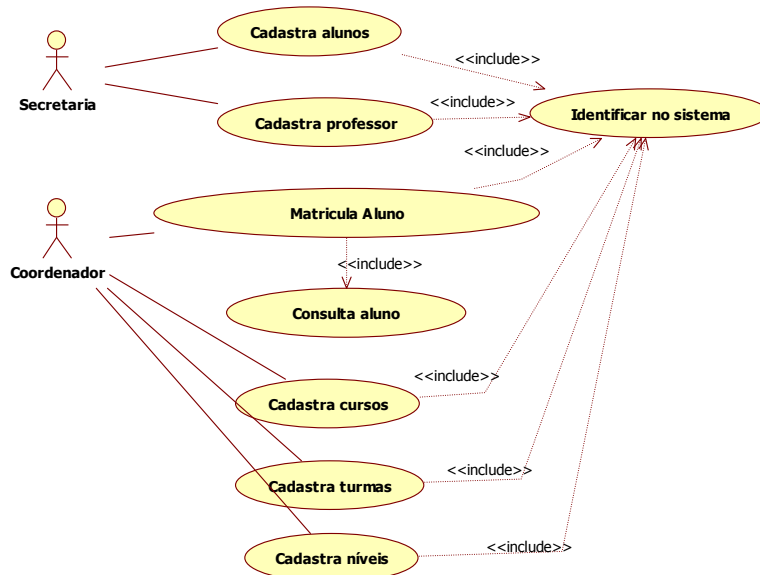 Cadastra alunos
<<include>>
Secretaria
<<include>>
Cadastra professor
Identificar no sistema
<<include>>
Matricula Aluno
Coordenador
<<include>>
Consulta aluno
<<include>>
Cadastra cursos
<<include>>
Cadastra turmas
<<include>>
Cadastra níveis